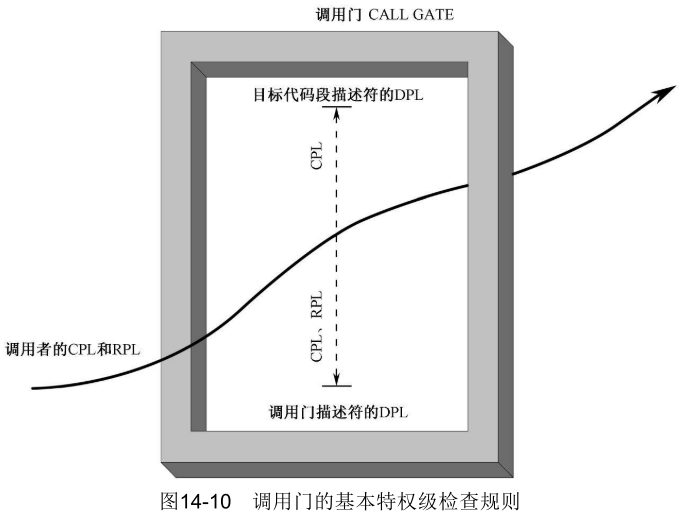 调用门 CALL GATE
目标代码段描述符的DPL
CPL
CPL、RPL
调用者的CPL和RPL
调用门描述符的DPL
图14-10 调用门的基本特权级检查规则